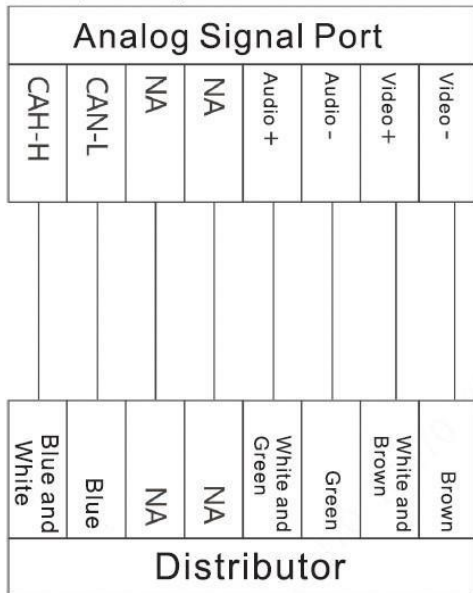 Analog Signal Port
CAH-H
CAN-L
NA
NA
Audio +
Audio -
Video +
Video -
Blue and
White
Blue
NA
NA
White and
Green
Green
White and
Brown
Brown
Distributor